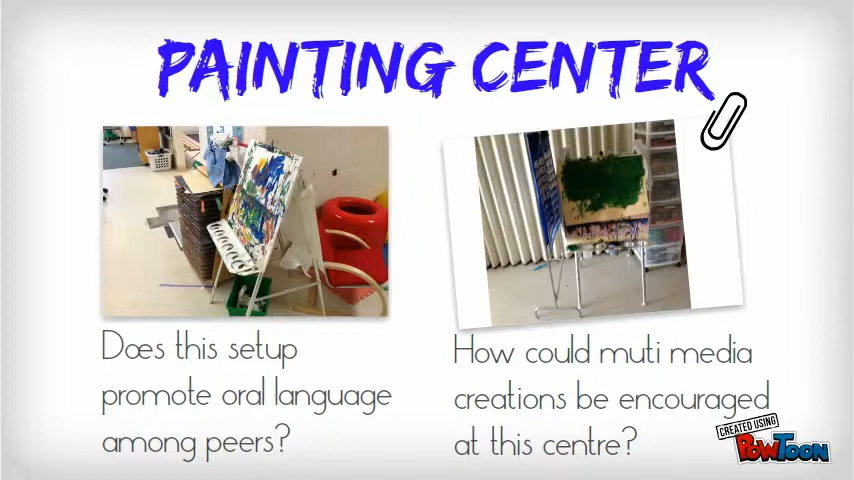 PAINTING CENTER
Does this setup
promote oral language
among peers?
How could muti media
creations be encouraged
at this centre?
CREATED USING
POWTOON